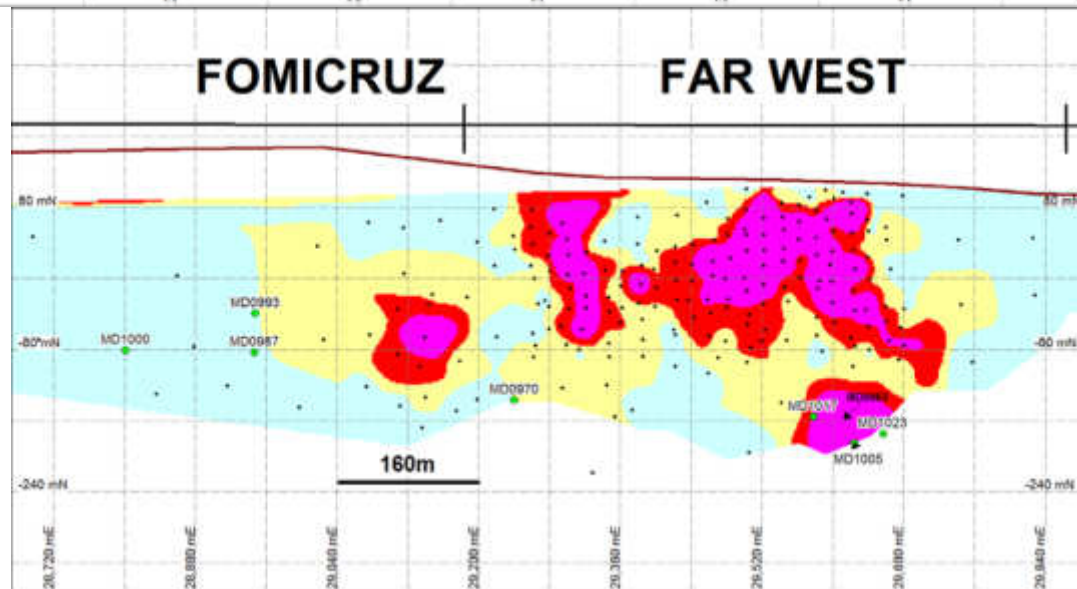 FOMICRUZ
FAR WEST
80 mN
MD0993
MD1000
MD0987
-80 mN
-80 mN
MD0970
MD1023
MD1005
160m
-240 mN
-240 mN
28,720 mE
28,880 mE
29,040 mE
29,200 mE
29,360 mE
29,520 mE
29,680 mE
29,840 mE